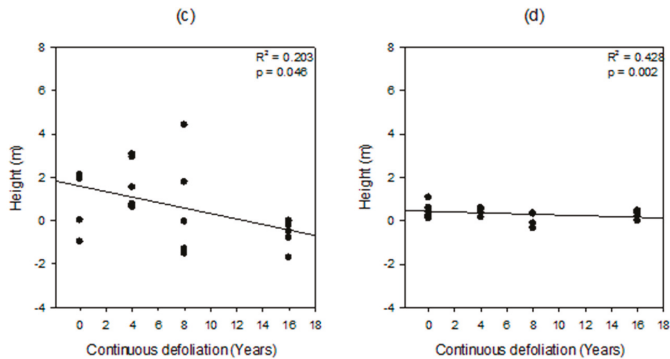 (c)
R² = 0.203
p = 0.046
8
6
4
2
0
-2
-4
Height (m)
0 2 4 6 8 10 12 14 16 18
Continuous defoliation (Years)
(d)
R² = 0.428
p = 0.002
8
6
4
2
0
-2
-4
Height (m)
0 2 4 6 8 10 12 14 16 18
Continuous defoliation (Years)